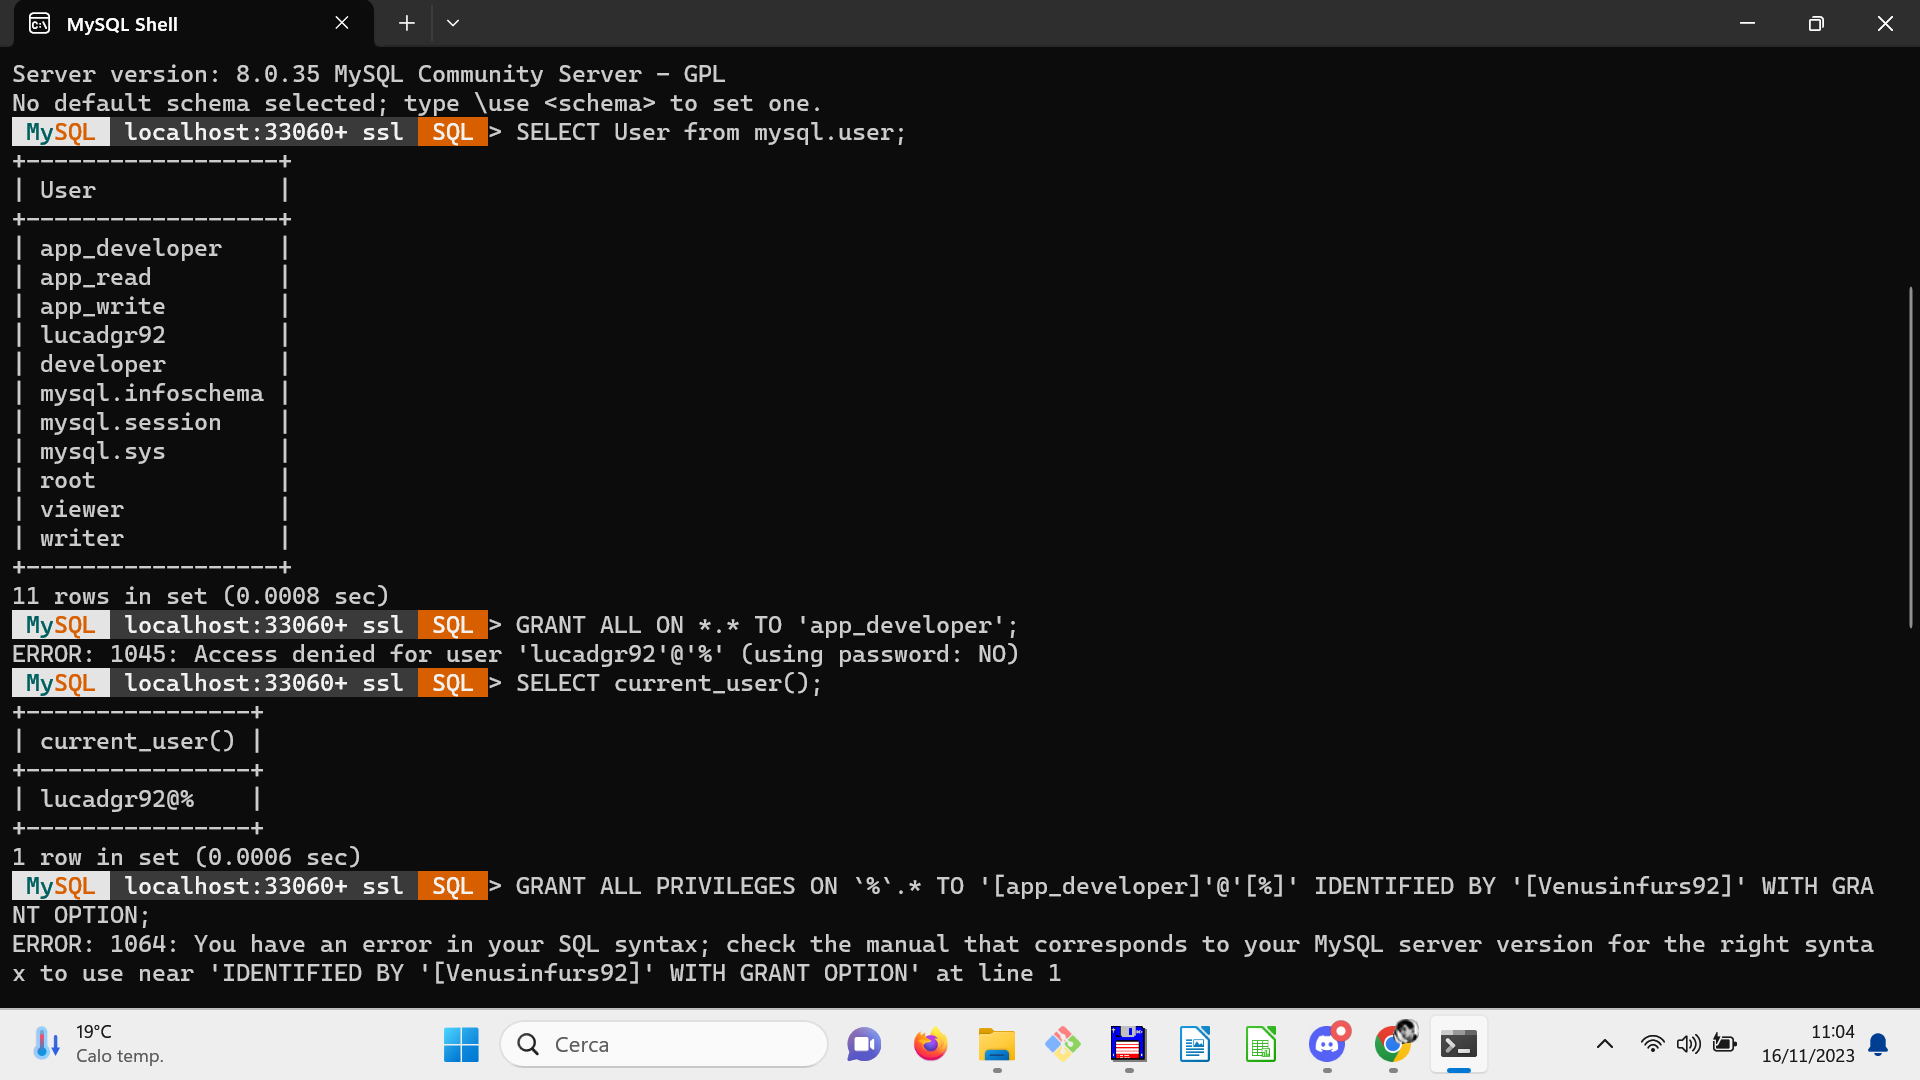 MySQL Shell
Server version: 8.0.35 MySQL Community Server - GPL
No default schema selected; type \use <schema> to set one.
MySQL localhost:33060+ ssl SQL > SELECT User from mysql.user;
+------------------+
| User             |
+------------------+
| app_developer    |
| app_read         |
| app_write        |
| lucadgr92        |
| developer        |
| mysql.infoschema |
| mysql.session    |
| mysql.sys        |
| root             |
| viewer           |
| writer           |
+------------------+
11 rows in set (0.0008 sec)
MySQL localhost:33060+ ssl SQL > GRANT ALL ON *.* TO 'app_developer';
ERROR: 1045: Access denied for user 'lucadgr92'@'%' (using password: NO)
MySQL localhost:33060+ ssl SQL > SELECT current_user();
+----------------+
| current_user() |
+----------------+
| lucadgr92@%    |
+----------------+
1 row in set (0.0006 sec)
MySQL localhost:33060+ ssl SQL > GRANT ALL PRIVILEGES ON `%`.* TO '[app_developer]'@'[%]' IDENTIFIED BY '[Venusinfurs92]' WITH GRA
NT OPTION;
ERROR: 1064: You have an error in your SQL syntax; check the manual that corresponds to your MySQL server version for the right synta
x to use near 'IDENTIFIED BY '[Venusinfurs92]' WITH GRANT OPTION' at line 1
19°C
Calo temp.
Cerca
11:04
16/11/2023